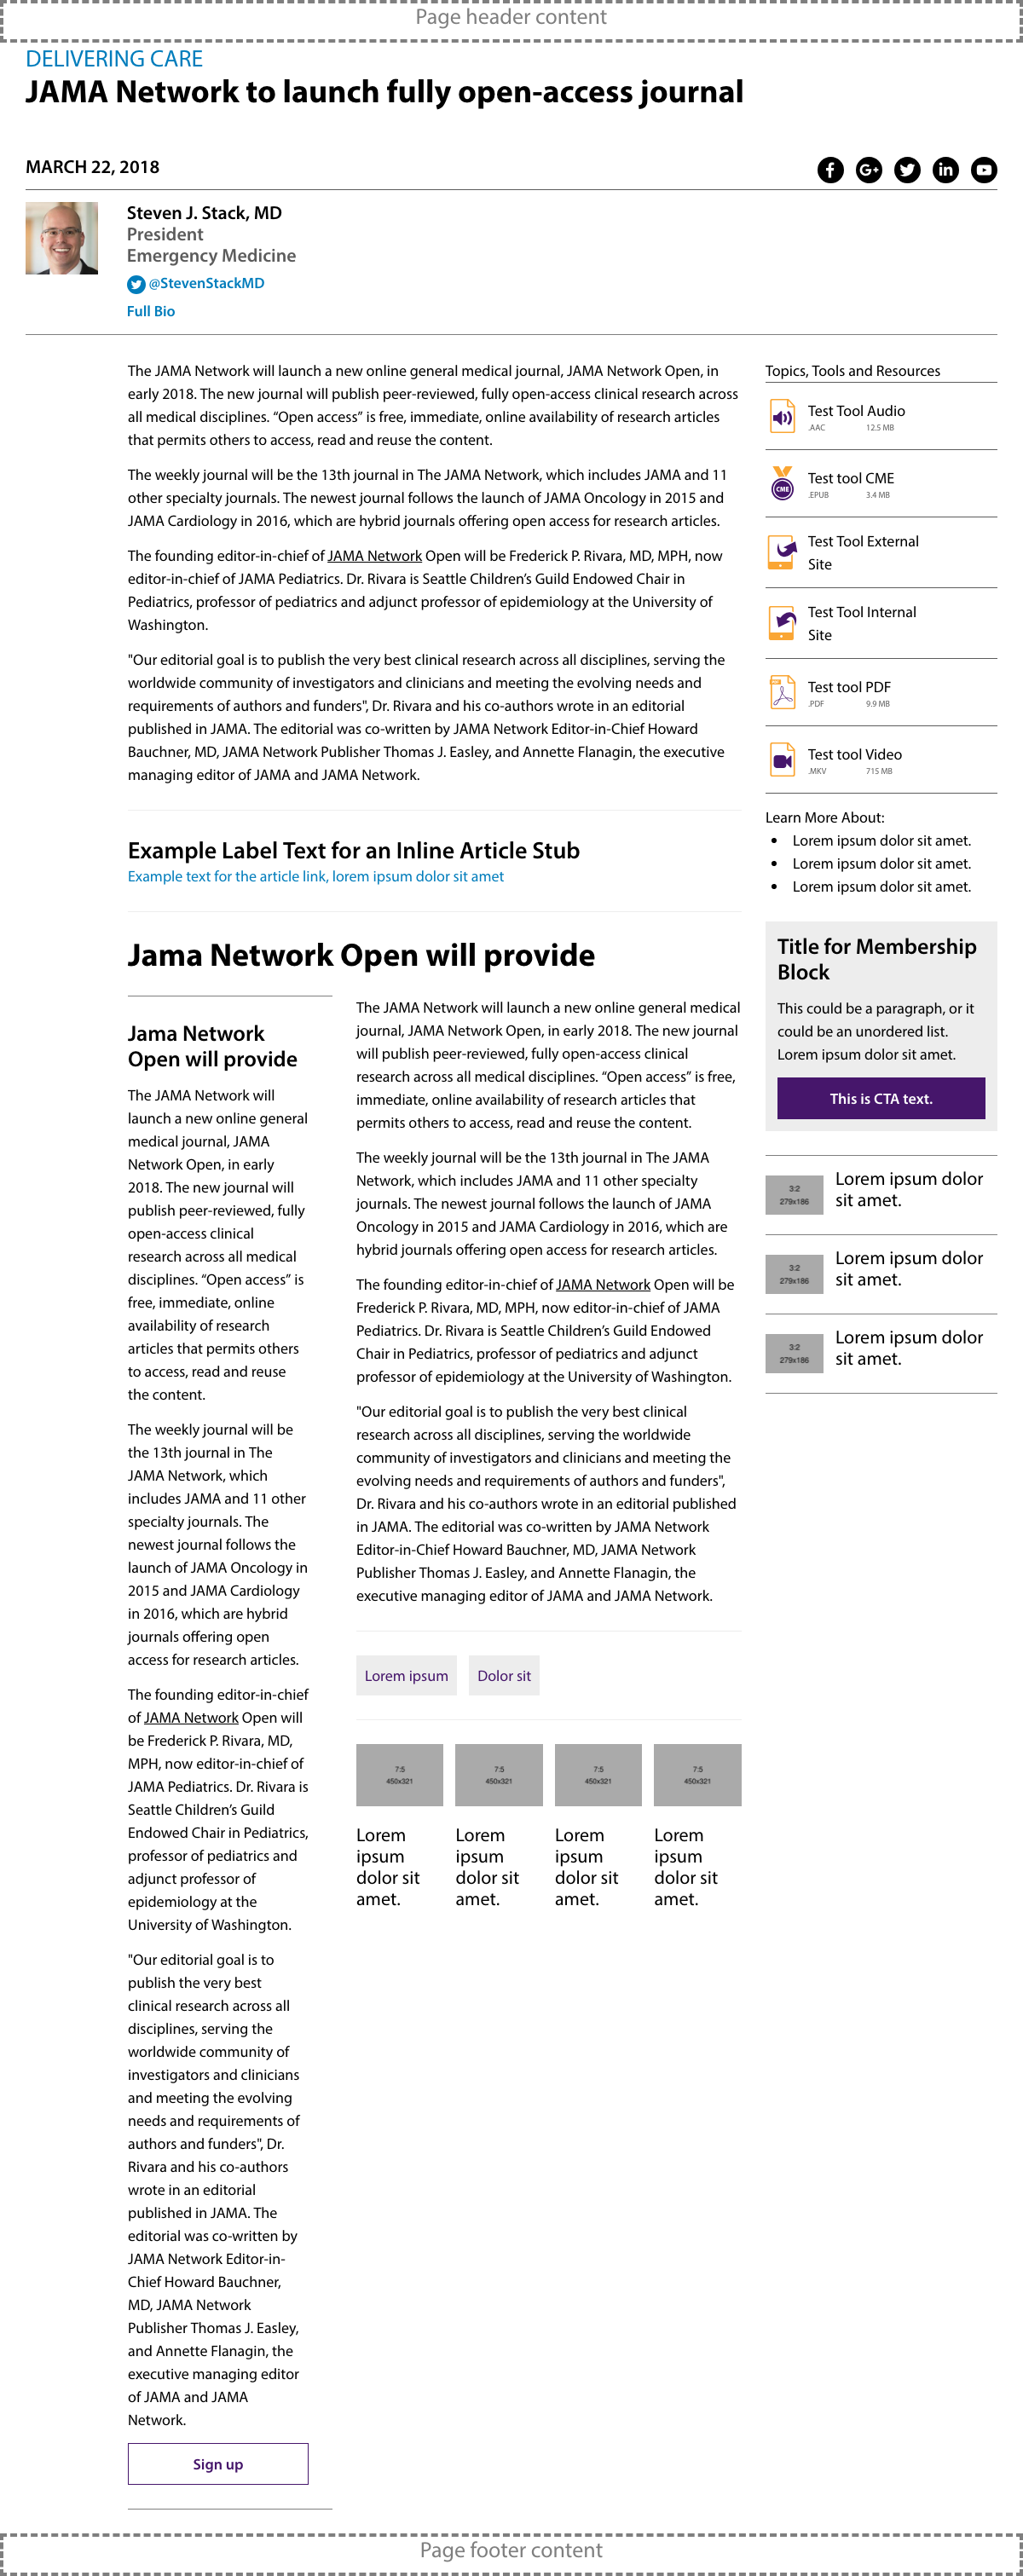 Page header content
DELIVERING CARE
JAMA Network to launch fully open-access journal
MARCH 22, 2018
Steven J. Stack, MD
President
Emergency Medicine
@StevenStackMD
Full Bio
The JAMA Network will launch a new online general medical journal, JAMA Network Open, in
early 2018. The new journal will publish peer-reviewed, fully open-access clinical research across
all medical disciplines. “Open access” is free, immediate, online availability of research articles
that permits others to access, read and reuse the content.
The weekly journal will be the 13th journal in The JAMA Network, which includes JAMA and 11
other specialty journals. The newest journal follows the launch of JAMA Oncology in 2015 and
JAMA Cardiology in 2016, which are hybrid journals offering open access for research articles.
The founding editor-in-chief of JAMA Network Open will be Frederick P. Rivara, MD, MPH, now
editor-in-chief of JAMA Pediatrics. Dr. Rivara is Seattle Children’s Guild Endowed Chair in
Pediatrics, professor of pediatrics and adjunct professor of epidemiology at the University of
Washington.
"Our editorial goal is to publish the very best clinical research across all disciplines, serving the
worldwide community of investigators and clinicians and meeting the evolving needs and
requirements of authors and funders", Dr. Rivara and his co-authors wrote in an editorial
published in JAMA. The editorial was co-written by JAMA Network Editor-in-Chief Howard
Bauchner, MD, JAMA Network Publisher Thomas J. Easley, and Annette Flanagin, the executive
managing editor of JAMA and JAMA Network.
Example Label Text for an Inline Article Stub
Example text for the article link, lorem ipsum dolor sit amet
Jama Network Open will provide
Jama Network
Open will provide
The JAMA Network will
launch a new online general
medical journal, JAMA
Network Open, in early
2018. The new journal will
publish peer-reviewed, fully
open-access clinical
research across all medical
disciplines. “Open access” is
free, immediate, online
availability of research
articles that permits others
to access, read and reuse
the content.
The weekly journal will be
the 13th journal in The
JAMA Network, which
includes JAMA and 11 other
specialty journals. The
newest journal follows the
launch of JAMA Oncology in
2015 and JAMA Cardiology
in 2016, which are hybrid
journals offering open
access for research articles.
The founding editor-in-chief
of JAMA Network Open will
be Frederick P. Rivara, MD,
MPH, now editor-in-chief of
JAMA Pediatrics. Dr. Rivara is
Seattle Children’s Guild
Endowed Chair in Pediatrics,
professor of pediatrics and
adjunct professor of
epidemiology at the
University of Washington.
"Our editorial goal is to
publish the very best
clinical research across all
disciplines, serving the
worldwide community of
investigators and clinicians
and meeting the evolving
needs and requirements of
authors and funders", Dr.
Rivara and his co-authors
wrote in an editorial
published in JAMA. The
editorial was co-written by
JAMA Network Editor-in-
Chief Howard Bauchner,
MD, JAMA Network
Publisher Thomas J. Easley,
and Annette Flanagin, the
executive managing editor
of JAMA and JAMA
Network.
Sign up
The JAMA Network will launch a new online general medical
journal, JAMA Network Open, in early 2018. The new journal
will publish peer-reviewed, fully open-access clinical
research across all medical disciplines. “Open access” is free,
immediate, online availability of research articles that
permits others to access, read and reuse the content.
The weekly journal will be the 13th journal in The JAMA
Network, which includes JAMA and 11 other specialty
journals. The newest journal follows the launch of JAMA
Oncology in 2015 and JAMA Cardiology in 2016, which are
hybrid journals offering open access for research articles.
The founding editor-in-chief of JAMA Network Open will be
Frederick P. Rivara, MD, MPH, now editor-in-chief of JAMA
Pediatrics. Dr. Rivara is Seattle Children’s Guild Endowed
Chair in Pediatrics, professor of pediatrics and adjunct
professor of epidemiology at the University of Washington.
"Our editorial goal is to publish the very best clinical
research across all disciplines, serving the worldwide
community of investigators and clinicians and meeting the
evolving needs and requirements of authors and funders",
Dr. Rivara and his co-authors wrote in an editorial published
in JAMA. The editorial was co-written by JAMA Network
Editor-in-Chief Howard Bauchner, MD, JAMA Network
Publisher Thomas J. Easley, and Annette Flanagin, the
executive managing editor of JAMA and JAMA Network.
Lorem ipsum
Dolor sit
7:5
450x321
Lorem
ipsum
dolor sit
amet.
7:5
450x321
Lorem
ipsum
dolor sit
amet.
7:5
450x321
Lorem
ipsum
dolor sit
amet.
7:5
450x321
Lorem
ipsum
dolor sit
amet.
Topics, Tools and Resources
Test Tool Audio
.AAC 12.5 MB
CME
Test tool CME
.EPUB 3.4 MB
Test Tool External
Site
Test Tool Internal
Site
Test tool PDF
.PDF 9.9 MB
Test tool Video
.MKV 715 MB
Learn More About:
• Lorem ipsum dolor sit amet.
• Lorem ipsum dolor sit amet.
• Lorem ipsum dolor sit amet.
Title for Membership
Block
This could be a paragraph, or it
could be an unordered list.
Lorem ipsum dolor sit amet.
This is CTA text.
3:2
279x186
Lorem ipsum dolor
sit amet.
3:2
279x186
Lorem ipsum dolor
sit amet.
3:2
279x186
Lorem ipsum dolor
sit amet.
Page footer content